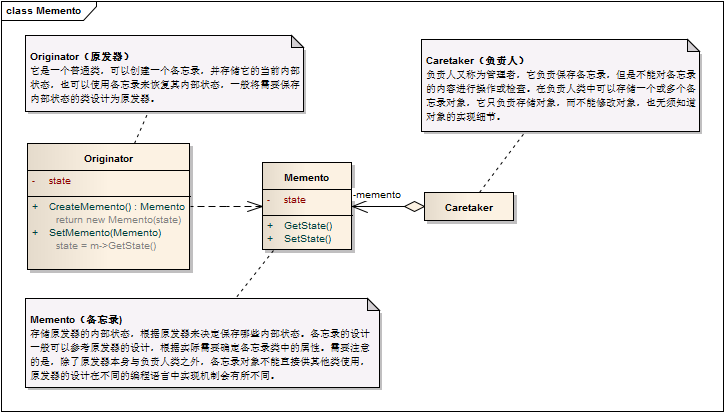 class Memento
Originator（原发器）
它是一个普通类，可以创建一个备忘录，并存储它的当前内部
状态，也可以使用备忘录来恢复其内部状态，一般将需要保存
内部状态的类设计为原发器。
Caretaker（负责人）
负责人又称为管理者，它负责保存备忘录，但是不能对备忘录
的内容进行操作或检查。在负责人类中可以存储一个或多个备
忘录对象，它只负责存储对象，而不能修改对象，也无须知道
对象的实现细节。
Originator
- state
+ CreateMemento() : Memento
return new Memento(state)
+ SetMemento(Memento)
state = m->GetState()
Memento
- state
+ GetState()
+ SetState()
-memento
Caretaker
Memento（备忘录)
存储原发器的内部状态，根据原发器来决定保存哪些内部状态。备忘录的设计
一般可以参考原发器的设计，根据实际需要确定备忘录类中的属性。需要注意
的是，除了原发器本身与负责人类之外，备忘录对象不能直接供其他类使用，
原发器的设计在不同的编程语言中实现机制会有所不同。